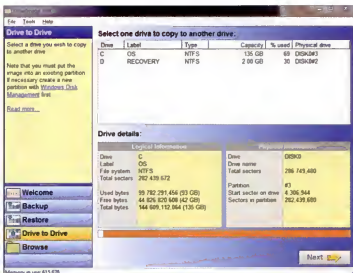 File Tools Help
Drive to Drive
Select a drive you wish to copy
to another drive
Note that you must put the
image into an existing partition
If necessary create a new
partition with Windows Disk
Management first
Read more...
Welcome
Backup
Restore
Drive to Drive
Browse
Select one driva to copy to another drive:
Drive Label Type Capacity % used Physical drive
C OS NTFS 135 GB 69 DISK0#3
D RECOVERY NTFS 2.00 GB 30 DISK0#2
Drive details:
Logical Information
Drive C
Label OS
File system NTFS
Total sectors 282 439 672
Used bytes 99 782 291,456 (93 GB)
Free bytes 44 826 820 608 (42 GB)
Total bytes 144 609,112,064 (135 GB)
Physical Information
Drive DISK0
Drive name
Total sectors 286 749,480
Partition #3
Start sector on drive 4 306,944
Sectors in partition 282,439,680
Next